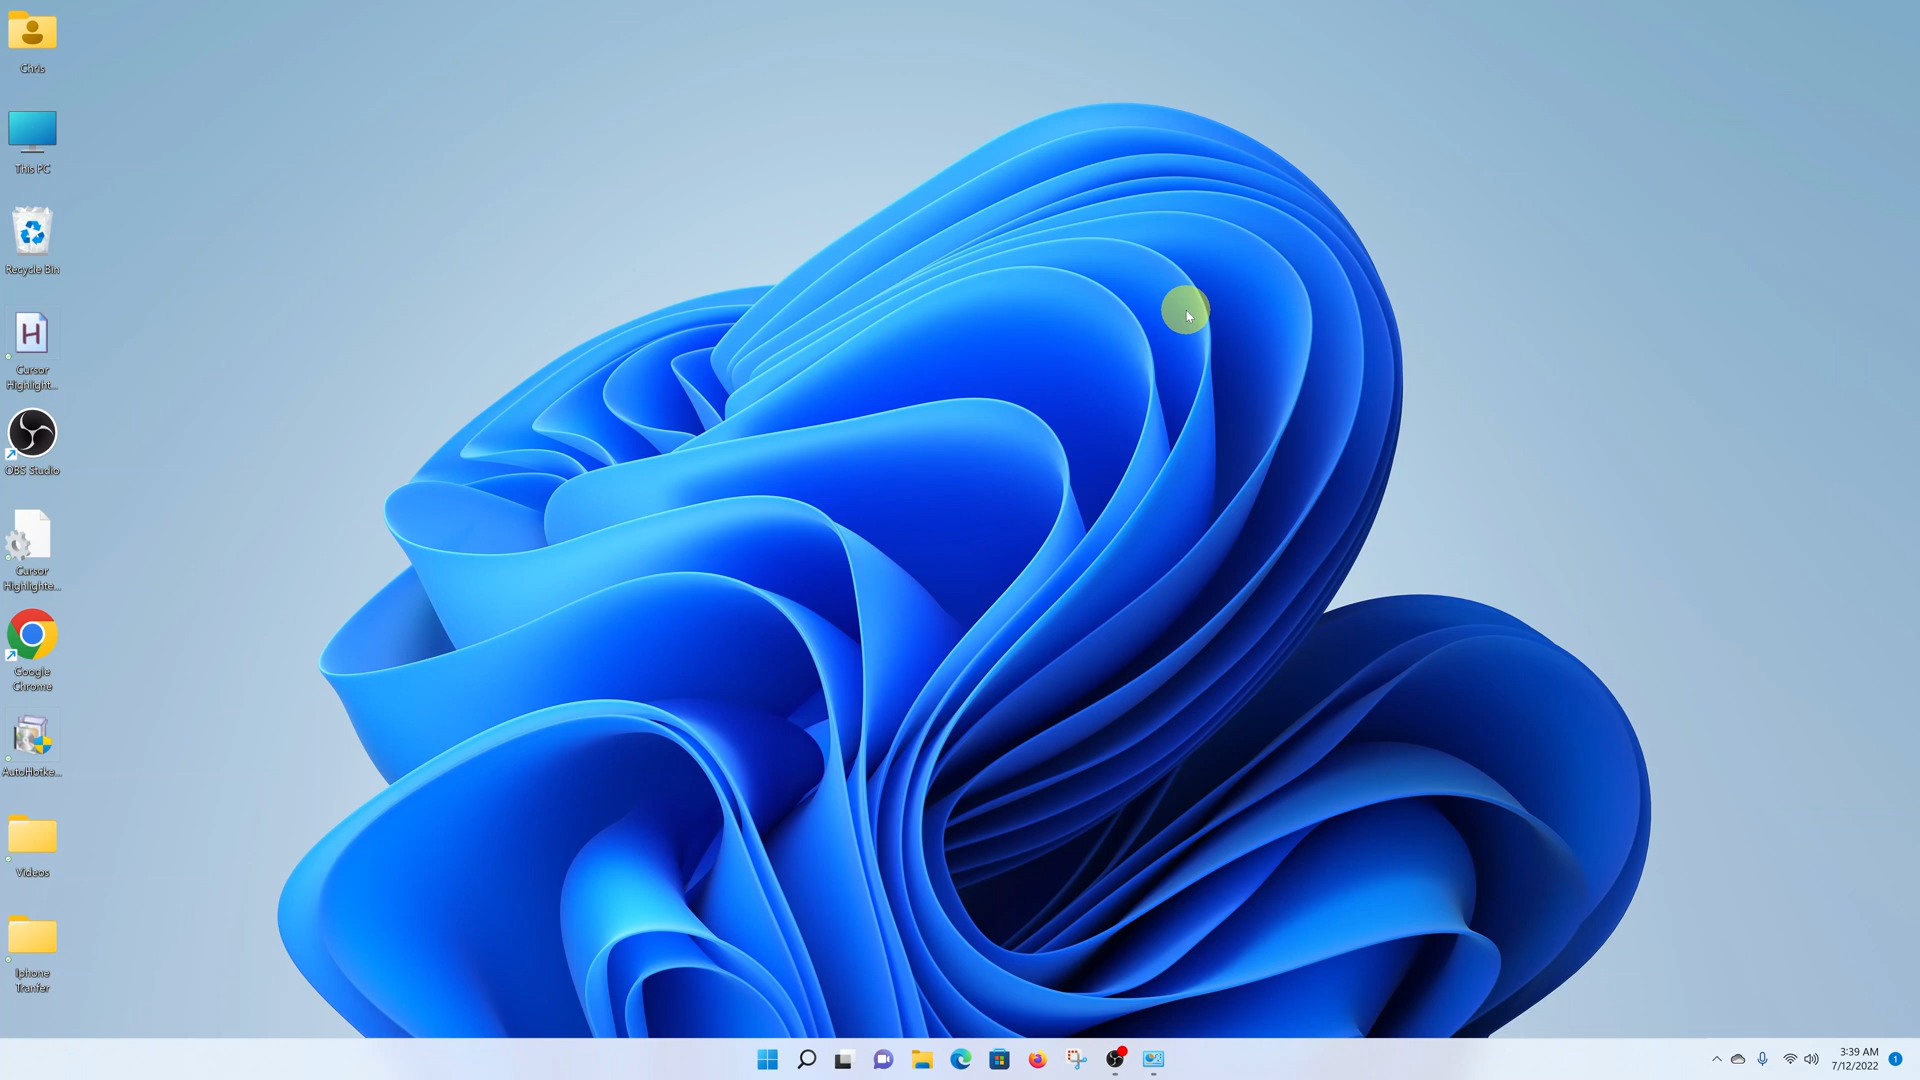 Chris
This PC
Recycle Bin
H
Cursor
Highlight...
OBS Studio
Cursor
Highlighte...
Google
Chrome
AutoHotke...
Videos
Iphone
Tranfer
3:39 AM
7/12/2022
1